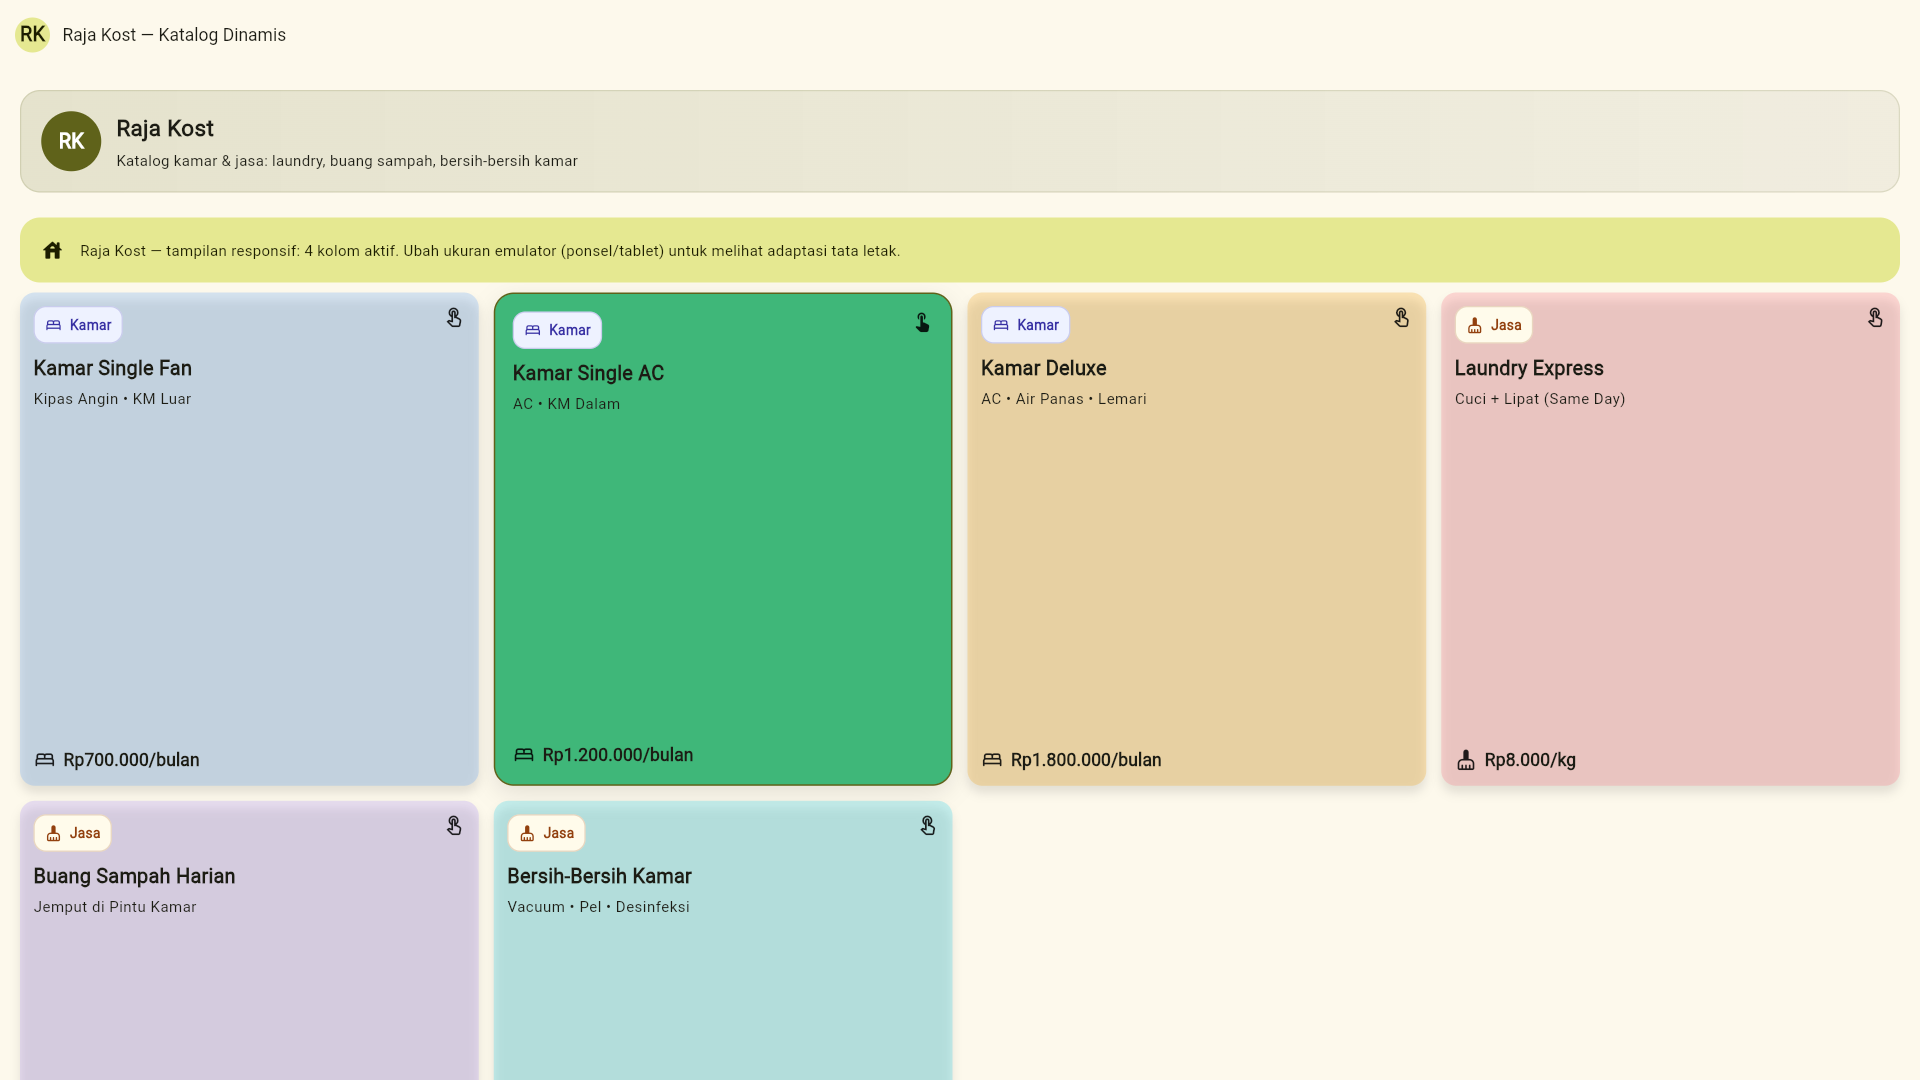 RK Raja Kost — Katalog Dinamis
RK
Raja Kost
Katalog kamar & jasa: laundry, buang sampah, bersih-bersih kamar
Raja Kost — tampilan responsif: 4 kolom aktif. Ubah ukuran emulator (ponsel/tablet) untuk melihat adaptasi tata letak.
Kamar
Kamar Single Fan
Kipas Angin • KM Luar
Rp700.000/bulan
Kamar
Kamar Single AC
AC • KM Dalam
Rp1.200.000/bulan
Kamar
Kamar Deluxe
AC • Air Panas • Lemari
Rp1.800.000/bulan
Jasa
Laundry Express
Cuci + Lipat (Same Day)
Rp8.000/kg
Jasa
Buang Sampah Harian
Jemput di Pintu Kamar
Jasa
Bersih-Bersih Kamar
Vacuum • Pel • Desinfeksi